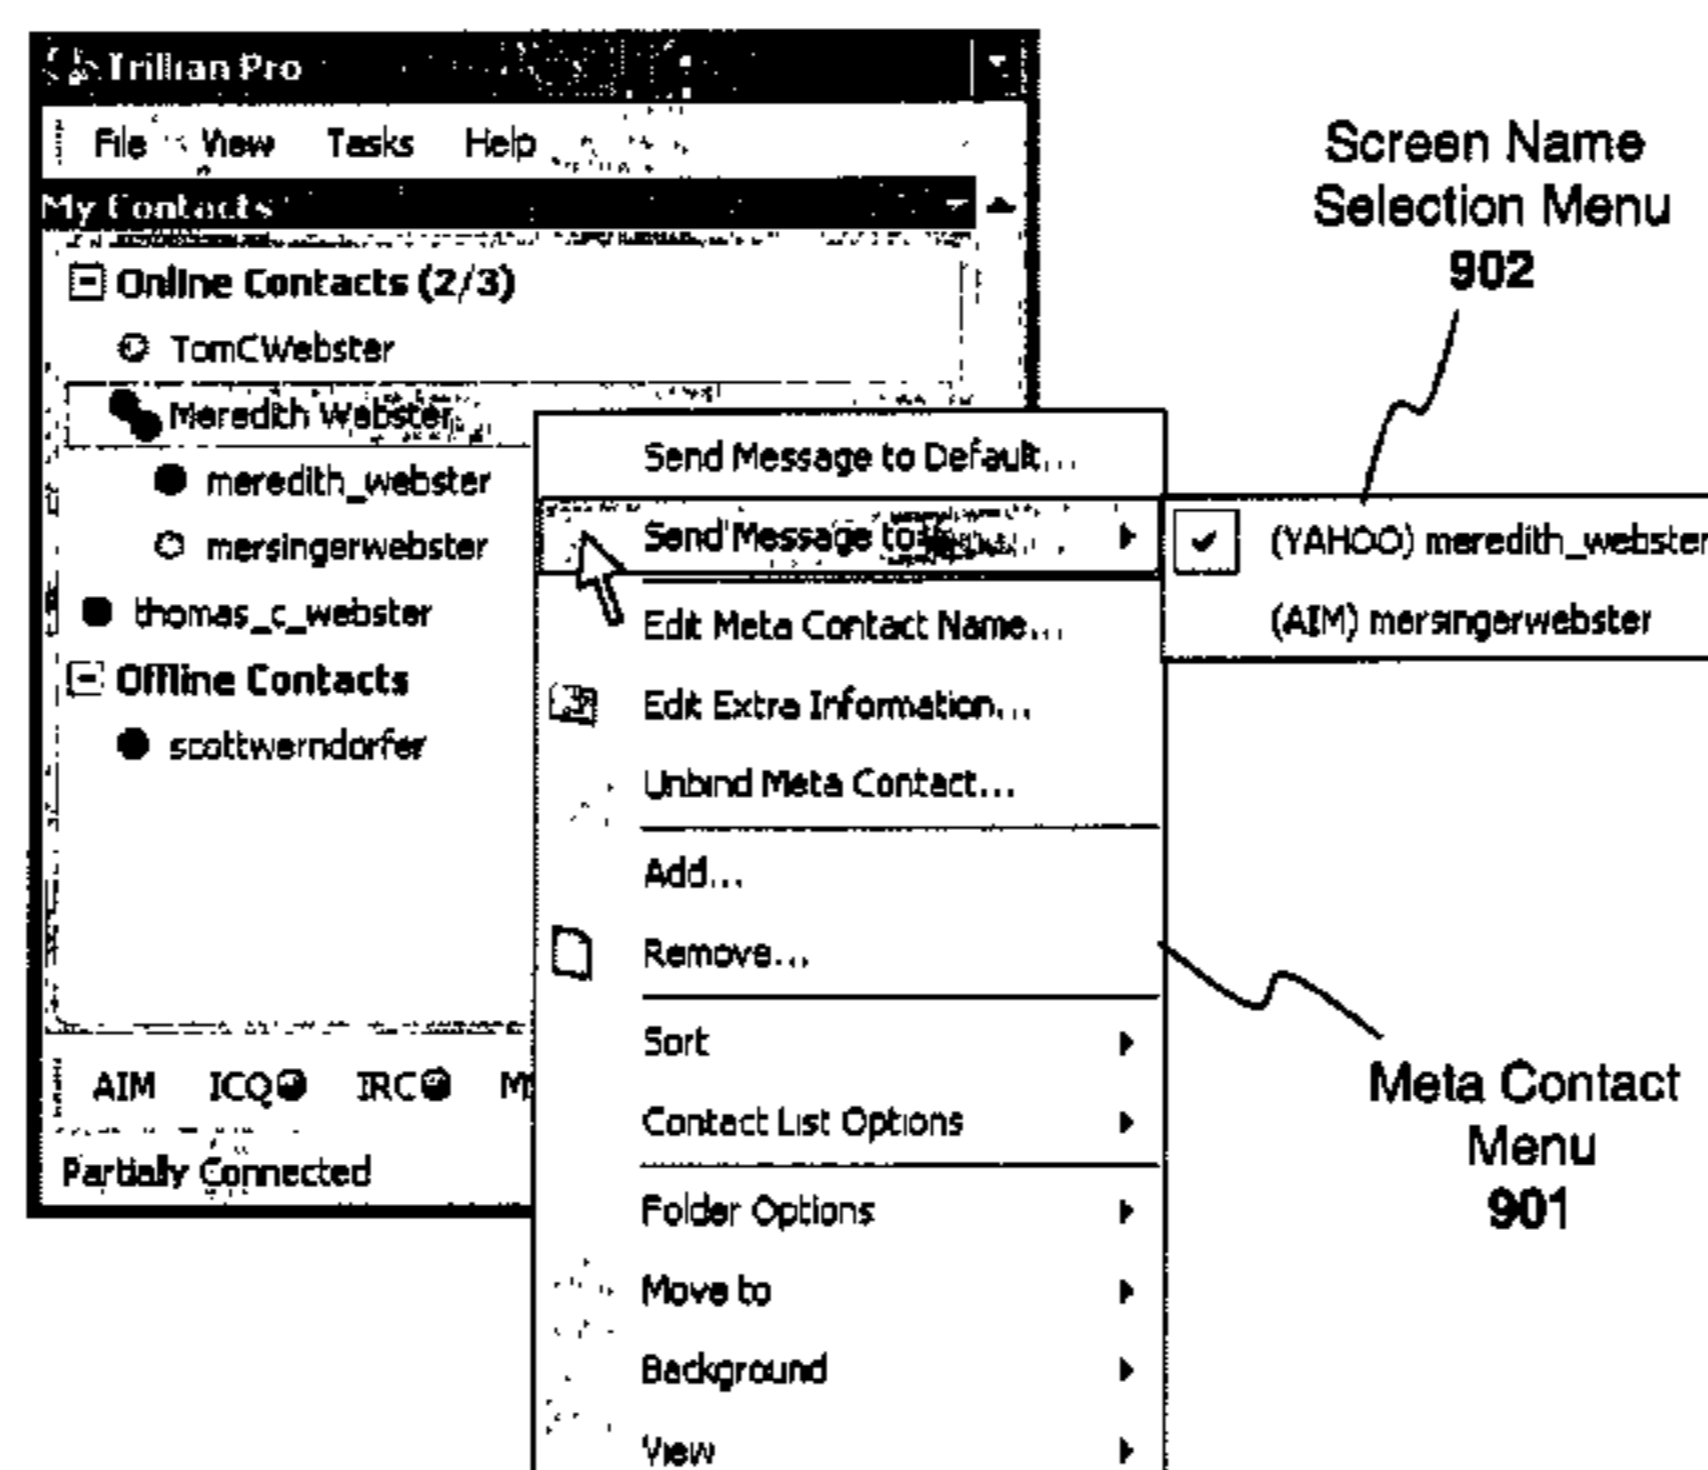 Trillian Pro
File View Tasks Help
My Contacts
Online Contacts (2/3)
TomCWebster
Meredith Webster
meredith_webster
mersingerwebster
thomas_c_webster
Offline Contacts
scottwerndorfer
AIM ICQ IRC
Partially Connected
Send Message to Default...
Send Message to
Edit Meta Contact Name...
Edit Extra Information...
Unbind Meta Contact...
Add...
Remove...
Sort
Contact List Options
Folder Options
Move to
Background
View
(YAHOO) meredith_webster
(AIM) mersingerwebster
Screen Name
Selection Menu
902
Meta Contact
Menu
901